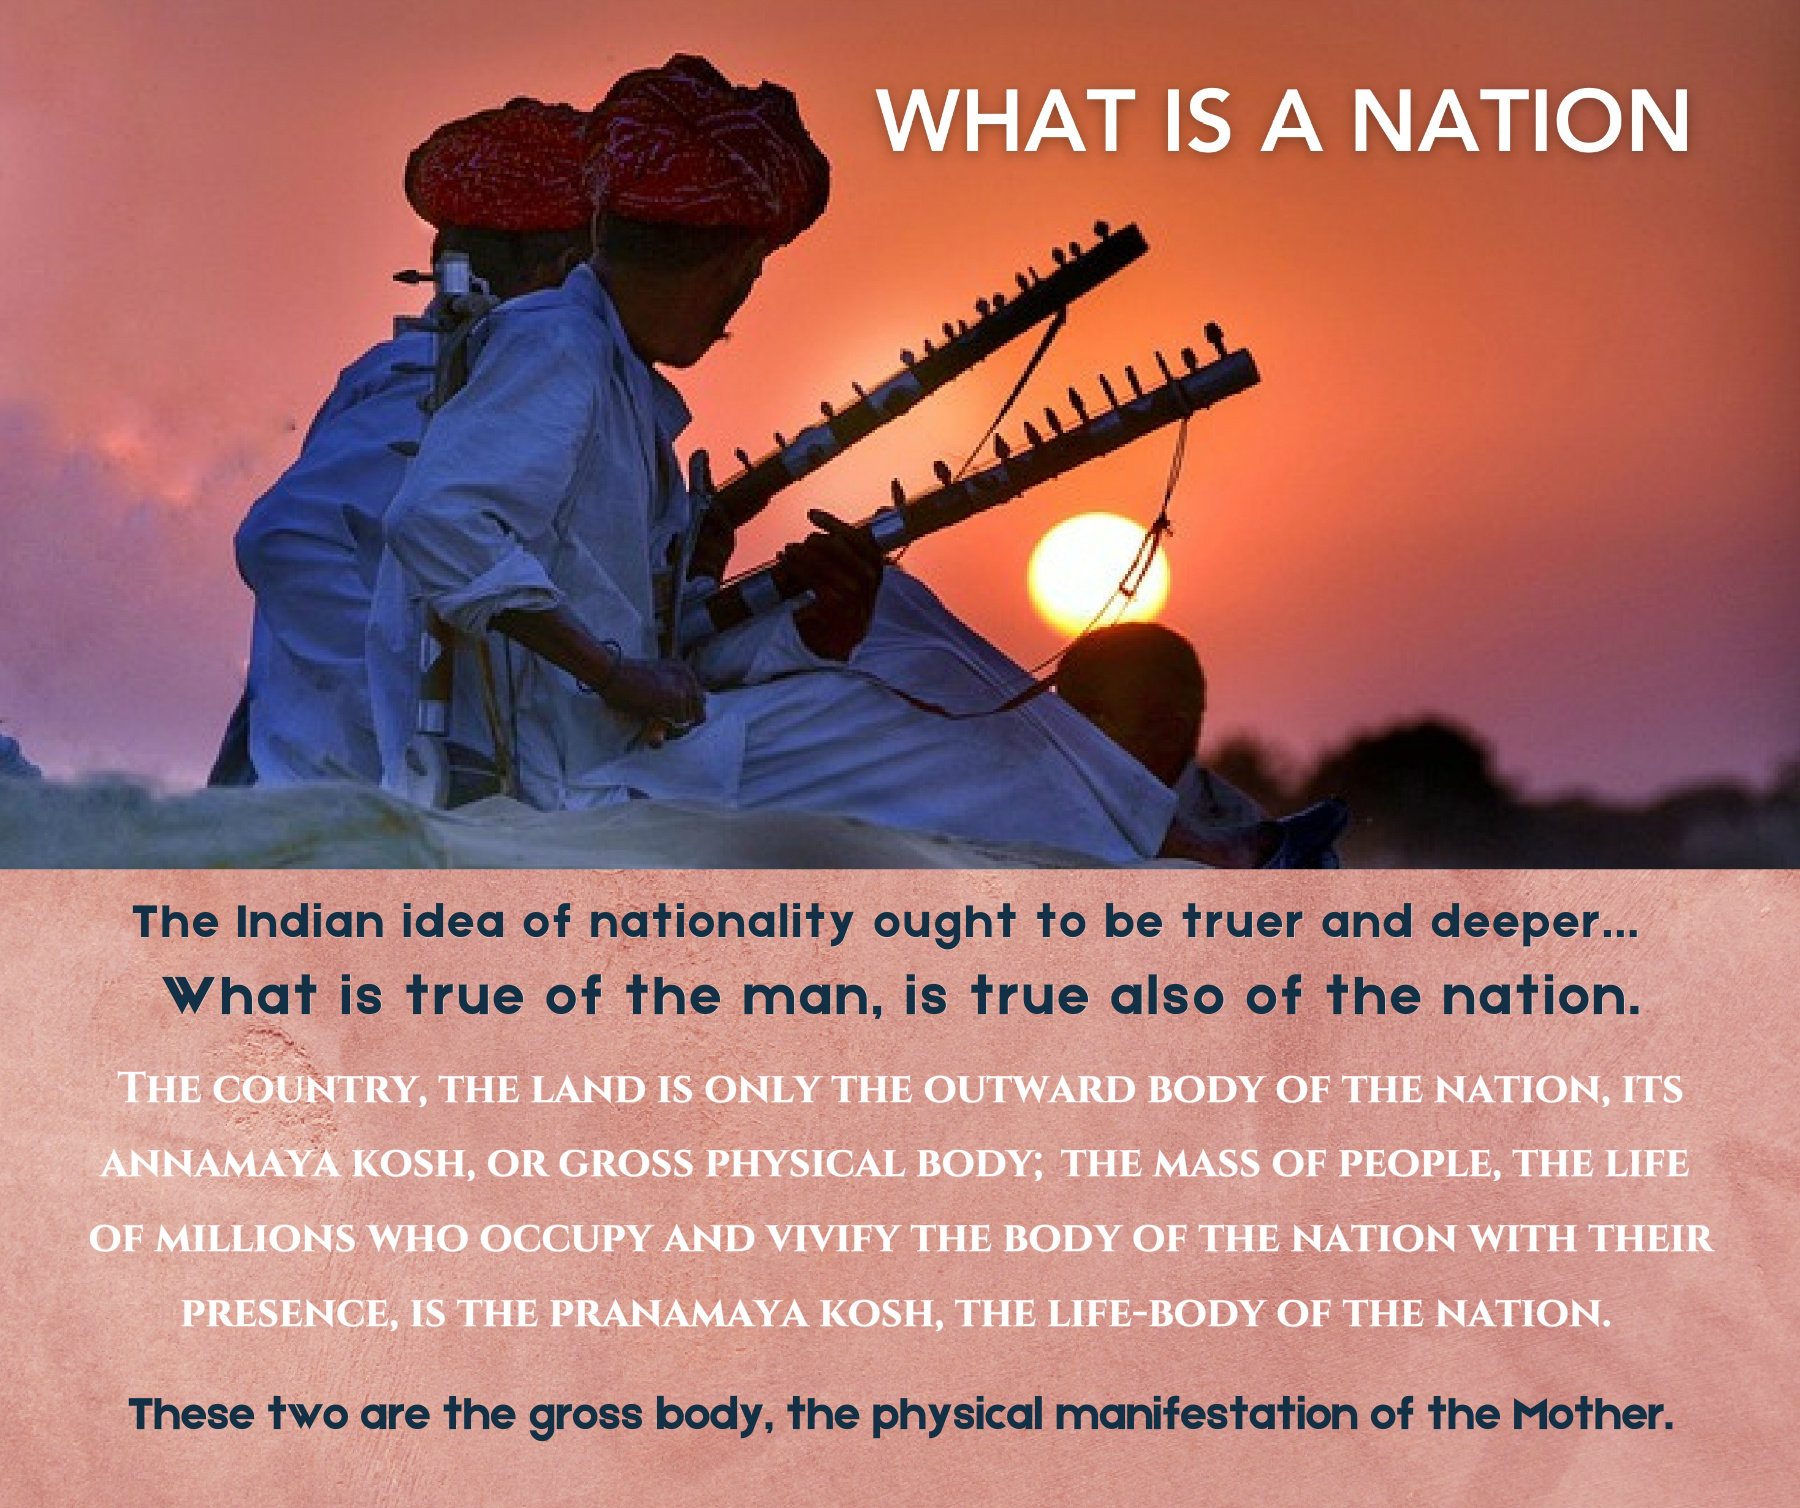 WHAT IS A NATION
The Indian idea of nationality ought to be truer and deeper...
What is true of the man, is true also of the nation.
The country, the land is only the outward body of the nation, its
annamaya kosh, or gross physical body; the mass of people, the life
of millions who occupy and vivify the body of the nation with their
presence, is the pranamaya kosh, the life-body of the nation.
These two are the gross body, the physical manifestation of the Mother.